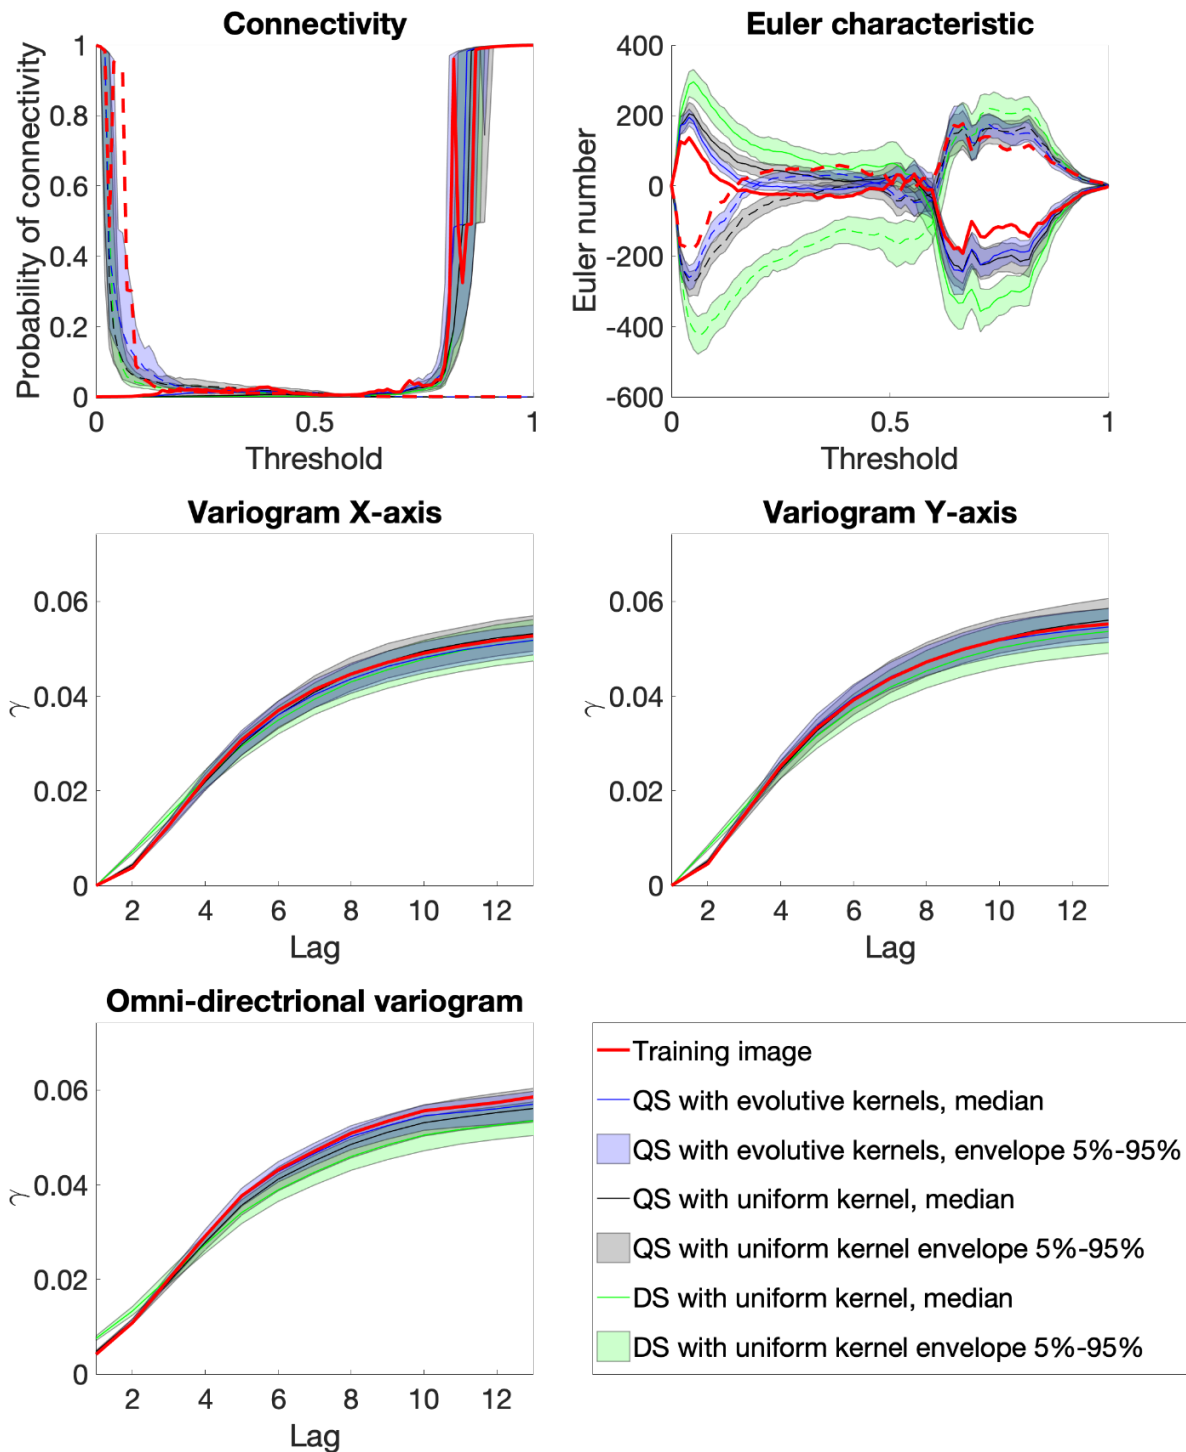 Connectivity
Probability of connectivity
1
0.8
0.6
0.4
0.2
0
0
0.5
1
Threshold
Euler characteristic
Euler number
400
200
0
-200
-400
-600
0
0.5
1
Threshold
Variogram X-axis
γ
0.06
0.04
0.02
0
2
4
6
8
10
12
Lag
Variogram Y-axis
γ
0.06
0.04
0.02
0
2
4
6
8
10
12
Lag
Omni-directrional variogram
γ
0.06
0.04
0.02
0
2
4
6
8
10
12
Lag
Training image
QS with evolutive kernels, median
QS with evolutive kernels, envelope 5%-95%
QS with uniform kernel, median
QS with uniform kernel envelope 5%-95%
DS with uniform kernel, median
DS with uniform kernel envelope 5%-95%